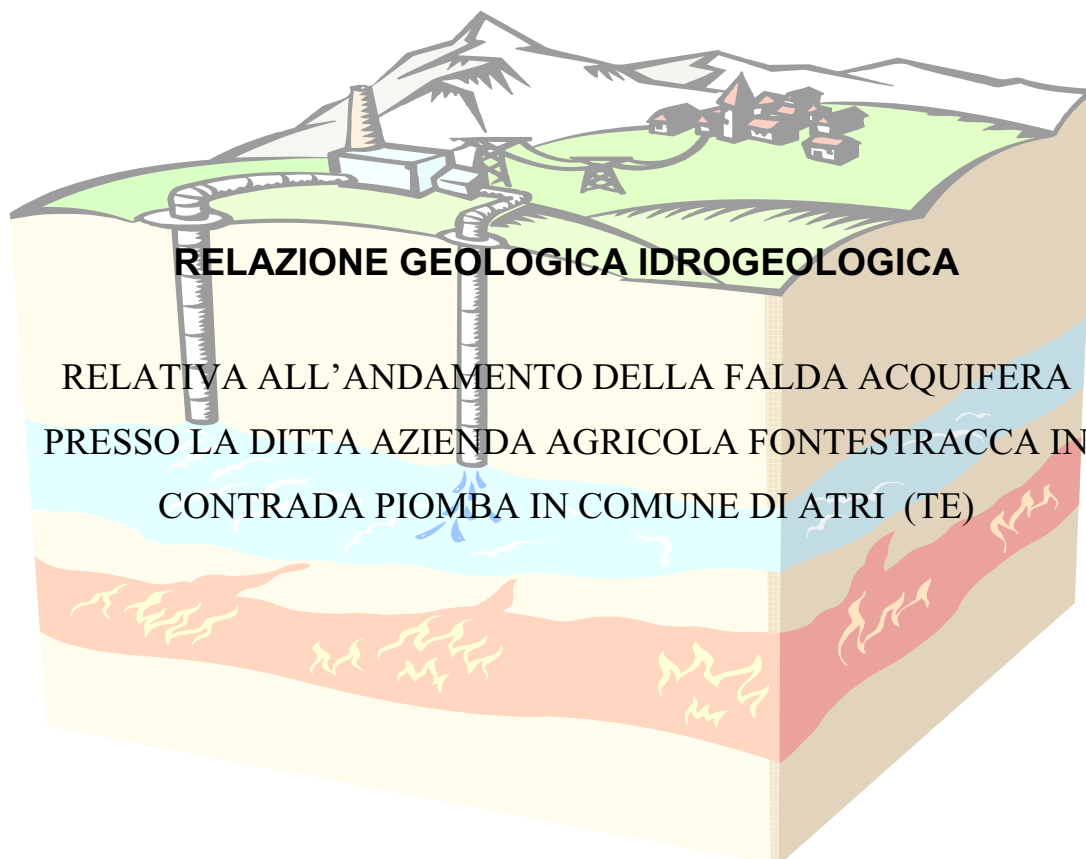 RELAZIONE GEOLOGICA IDROGEOLOGICA
RELATIVA ALL’ANDAMENTO DELLA FALDA ACQUIFERA
PRESSO LA DITTA AZIENDA AGRICOLA FONTESTRACCA IN
CONTRADA PIOMBA IN COMUNE DI ATRI (TE)